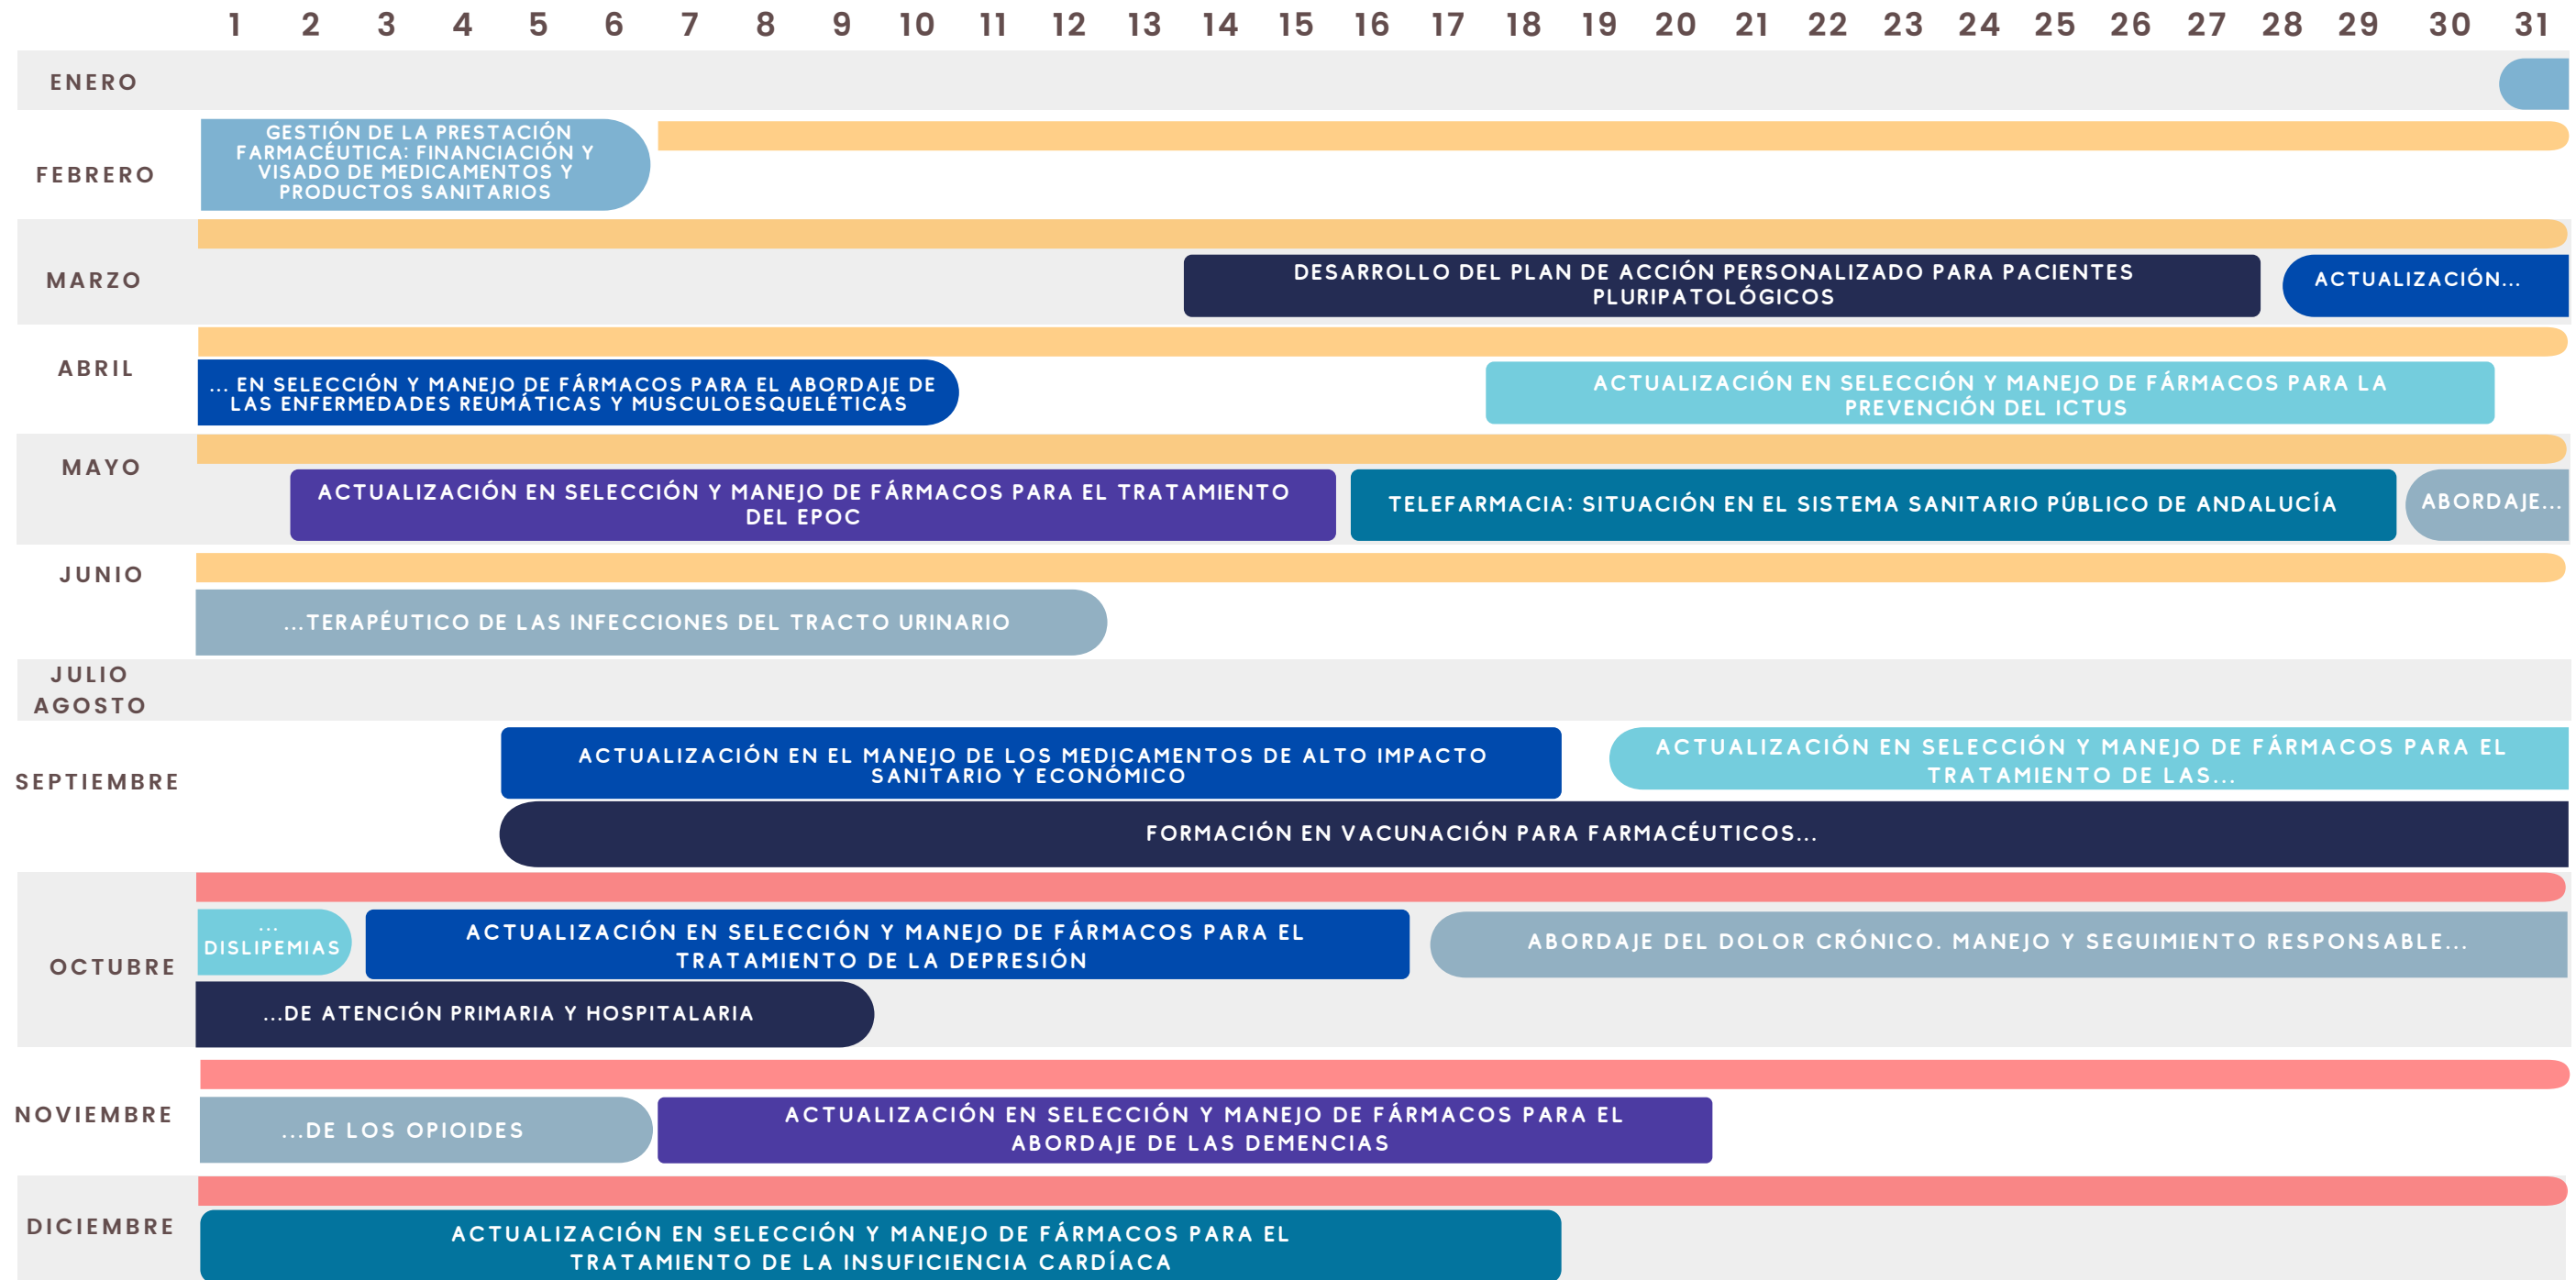 1 2 3 4 5 6 7 8 9 10 11 12 13 14 15 16 17 18 19 20 21 22 23 24 25 26 27 28 29 30 31
ENERO
FEBRERO
GESTIÓN DE LA PRESTACIÓN
FARMACÉUTICA: FINANCIACIÓN Y
VISADO DE MEDICAMENTOS Y
PRODUCTOS SANITARIOS
MARZO
DESARROLLO DEL PLAN DE ACCIÓN PERSONALIZADO PARA PACIENTES
PLURIPATOLÓGICOS
ACTUALIZACIÓN...
ABRIL
... EN SELECCIÓN Y MANEJO DE FÁRMACOS PARA EL ABORDAJE DE
LAS ENFERMEDADES REUMÁTICAS Y MUSCULOESQUELÉTICAS
ACTUALIZACIÓN EN SELECCIÓN Y MANEJO DE FÁRMACOS PARA LA
PREVENCIÓN DEL ICTUS
MAYO
ACTUALIZACIÓN EN SELECCIÓN Y MANEJO DE FÁRMACOS PARA EL TRATAMIENTO
DEL EPOC
TELEFARMACIA: SITUACIÓN EN EL SISTEMA SANITARIO PÚBLICO DE ANDALUCÍA
ABORDAJE...
JUNIO
...TERAPÉUTICO DE LAS INFECCIONES DEL TRACTO URINARIO
JULIO
AGOSTO
SEPTIEMBRE
ACTUALIZACIÓN EN EL MANEJO DE LOS MEDICAMENTOS DE ALTO IMPACTO
SANITARIO Y ECONÓMICO
ACTUALIZACIÓN EN SELECCIÓN Y MANEJO DE FÁRMACOS PARA EL
TRATAMIENTO DE LAS...
FORMACIÓN EN VACUNACIÓN PARA FARMACÉUTICOS...
OCTUBRE
...
DISLIPEMIAS
ACTUALIZACIÓN EN SELECCIÓN Y MANEJO DE FÁRMACOS PARA EL
TRATAMIENTO DE LA DEPRESIÓN
ABORDAJE DEL DOLOR CRÓNICO. MANEJO Y SEGUIMIENTO RESPONSABLE...
...DE ATENCIÓN PRIMARIA Y HOSPITALARIA
NOVIEMBRE
...DE LOS OPIOIDES
ACTUALIZACIÓN EN SELECCIÓN Y MANEJO DE FÁRMACOS PARA EL
ABORDAJE DE LAS DEMENCIAS
DICIEMBRE
ACTUALIZACIÓN EN SELECCIÓN Y MANEJO DE FÁRMACOS PARA EL
TRATAMIENTO DE LA INSUFICIENCIA CARDÍACA